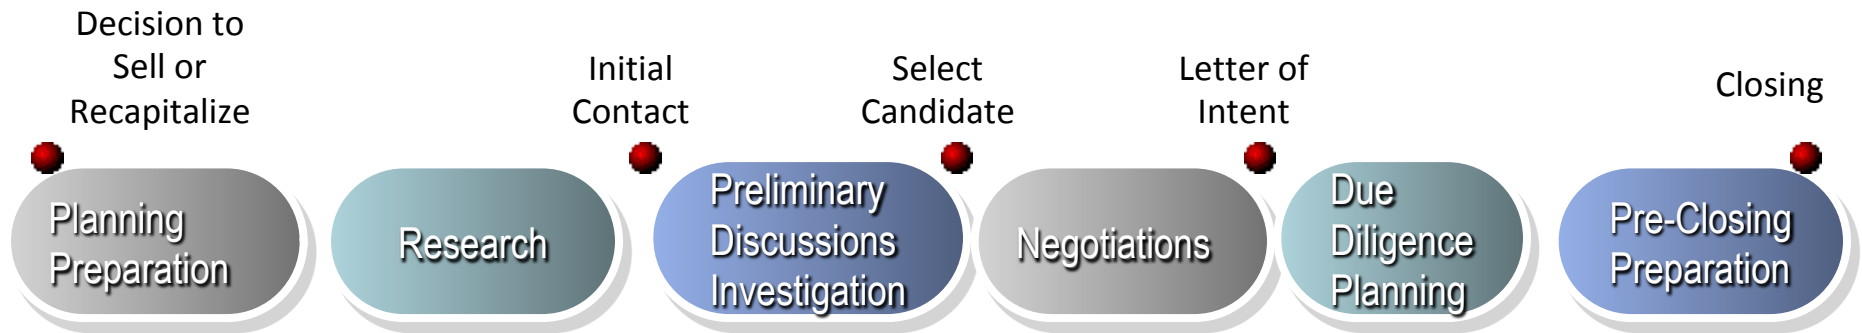 Decision to
Sell or
Recapitalize
Initial
Contact
Select
Candidate
Letter of
Intent
Closing
Planning
Preparation
Research
Preliminary
Discussions
Investigation
Negotiations
Due
Diligence
Planning
Pre-Closing
Preparation